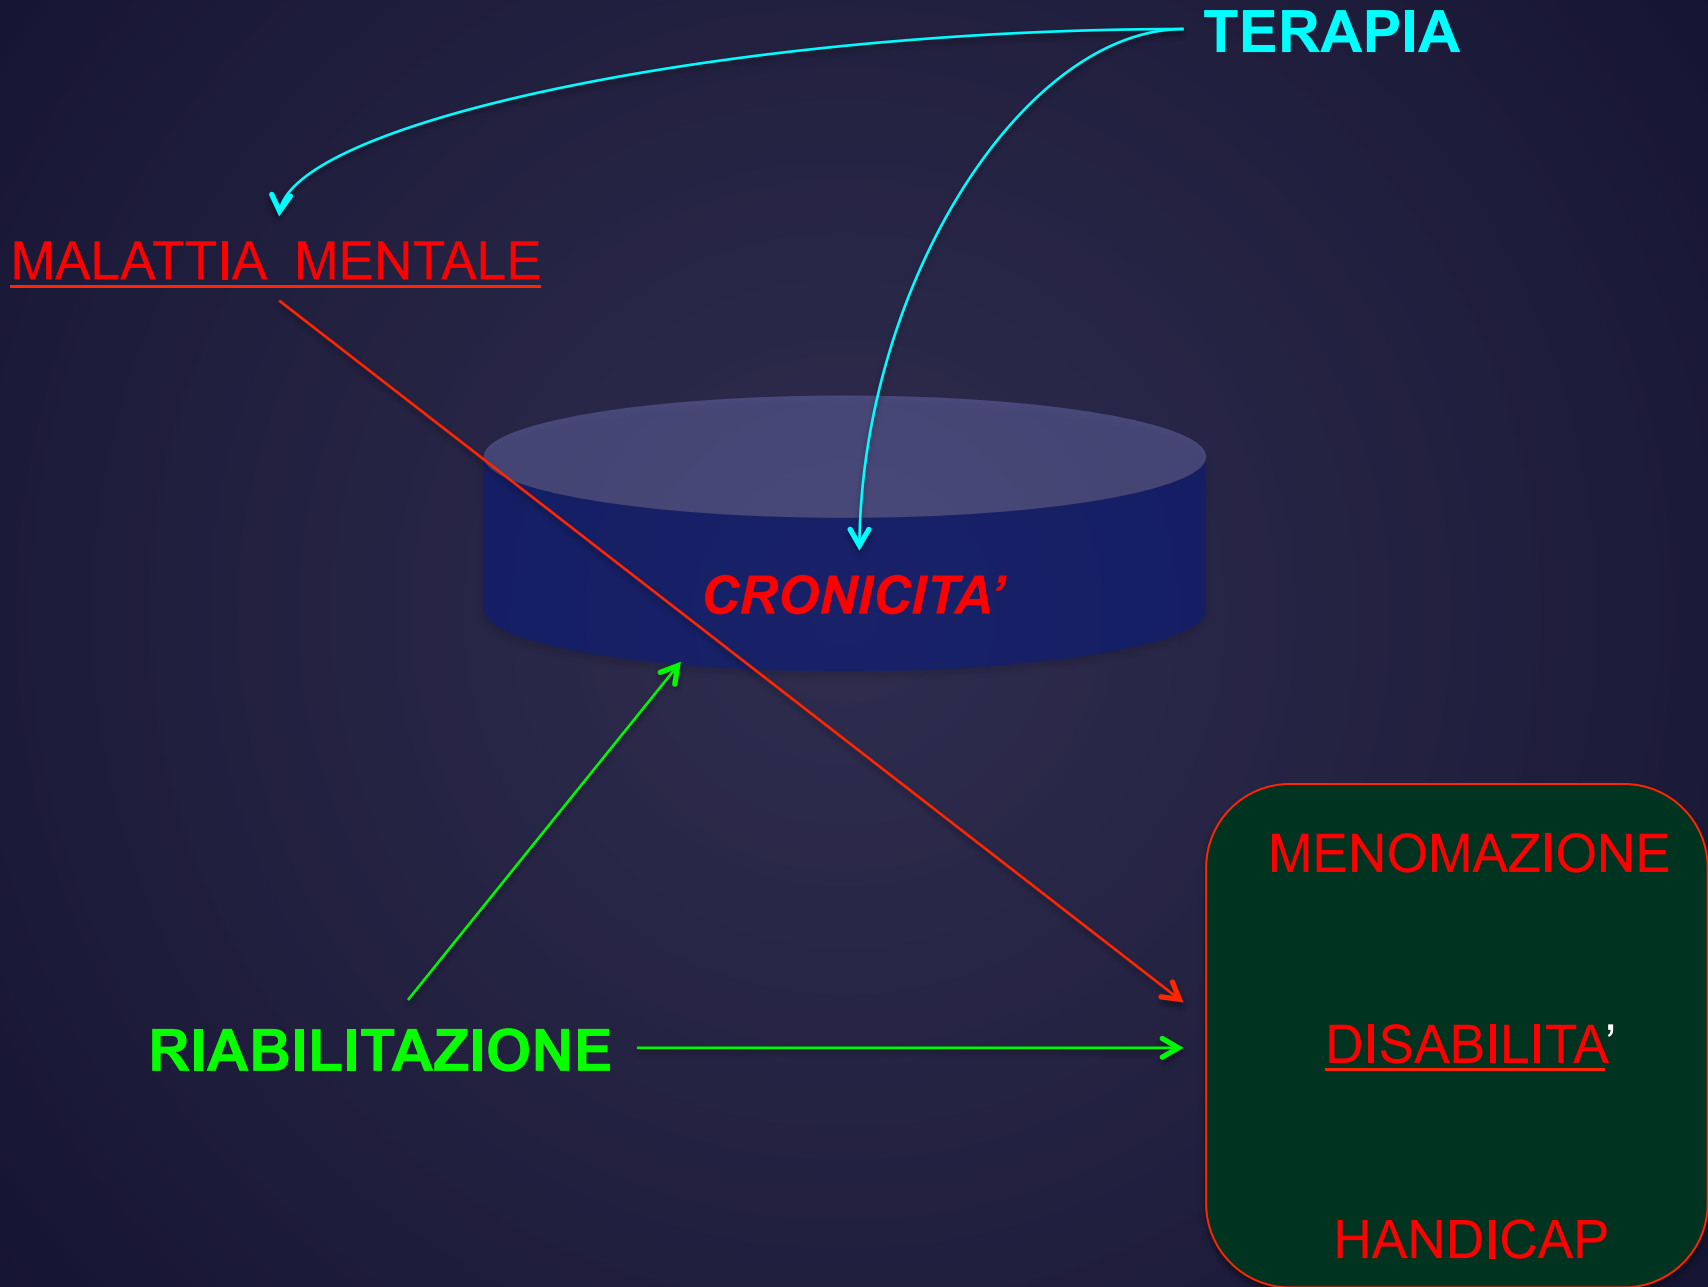 TERAPIA
MALATTIA  MENTALE
CRONICITA’
MENOMAZIONE
RIABILITAZIONE
DISABILITA’
HANDICAP